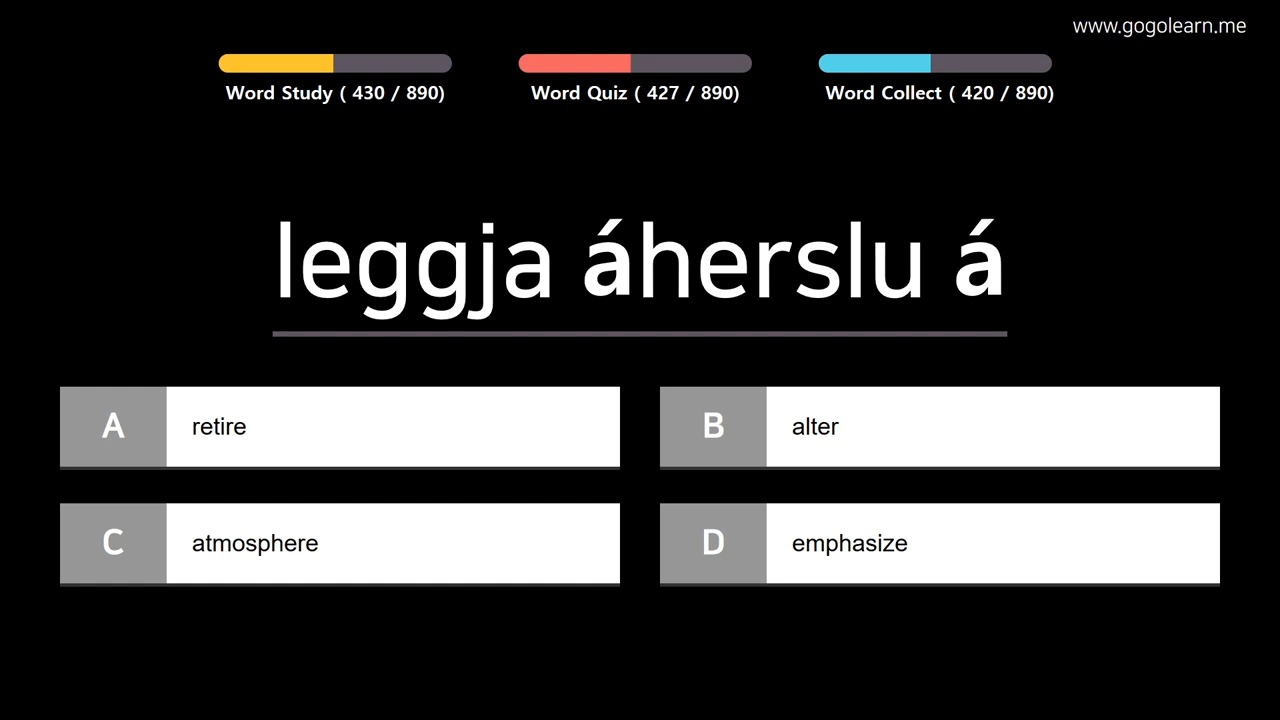 www.gogolearn.me
Word Study ( 430 / 890)
Word Quiz ( 427 / 890)
Word Collect ( 420 / 890)
leggja áherslu á
A retire
B alter
C atmosphere
D emphasize